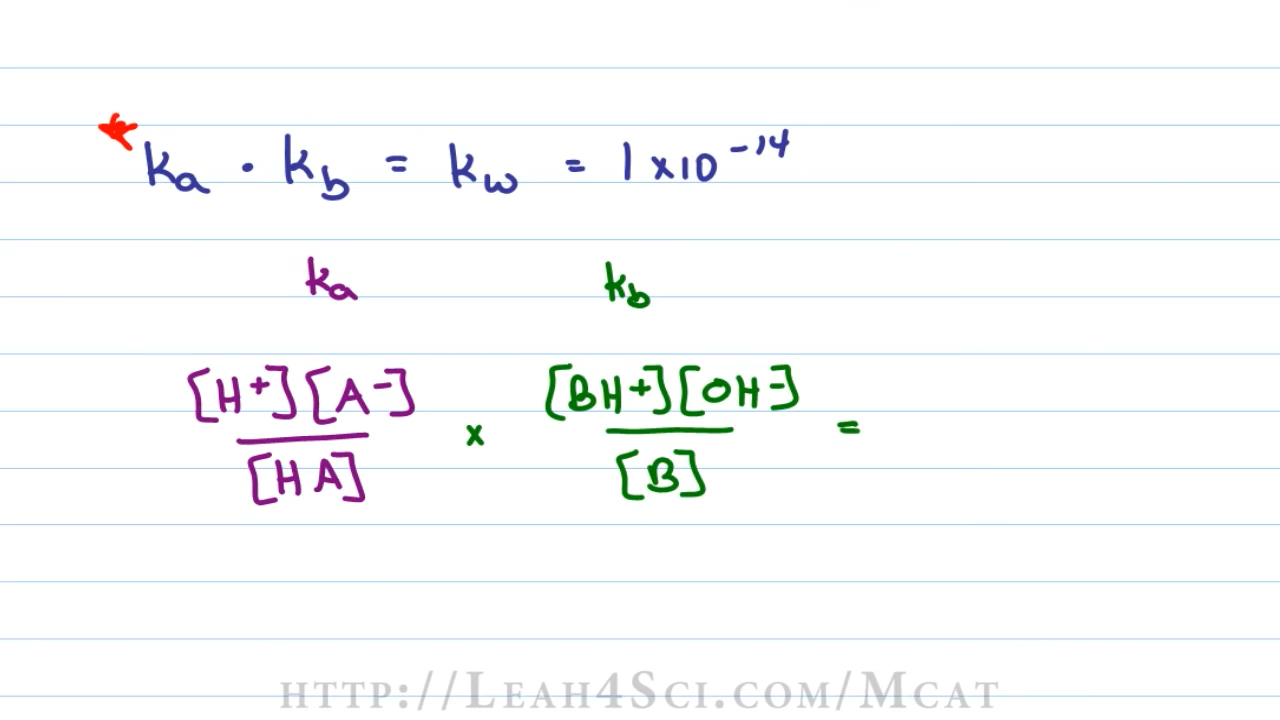 ka · kb = kw = 1 x10⁻¹⁴
ka kb
[H+][A-] / [HA] x [BH+][OH-] / [B] =
HTTP://LEAH4SCI.COM/MCAT